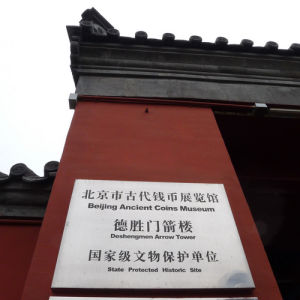 北京市古代钱币展览馆
Beijing Ancient Coins Museum
德胜门箭楼
Deshengmen Arrow Tower
国家级文物保护单位
State Protected Historic Site